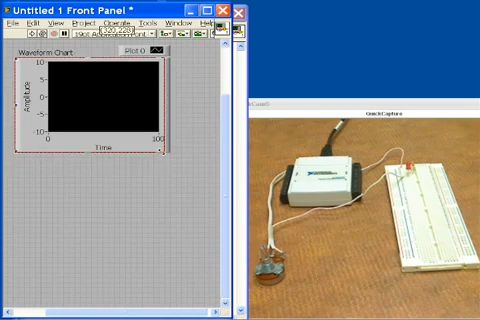 Untitled 1 Front Panel *
File Edit View Project Operate Tools Window Help
Waveform Chart
Plot 0
10
5
0
-5
-10
Amplitude
0
100
Time
QuickCapture